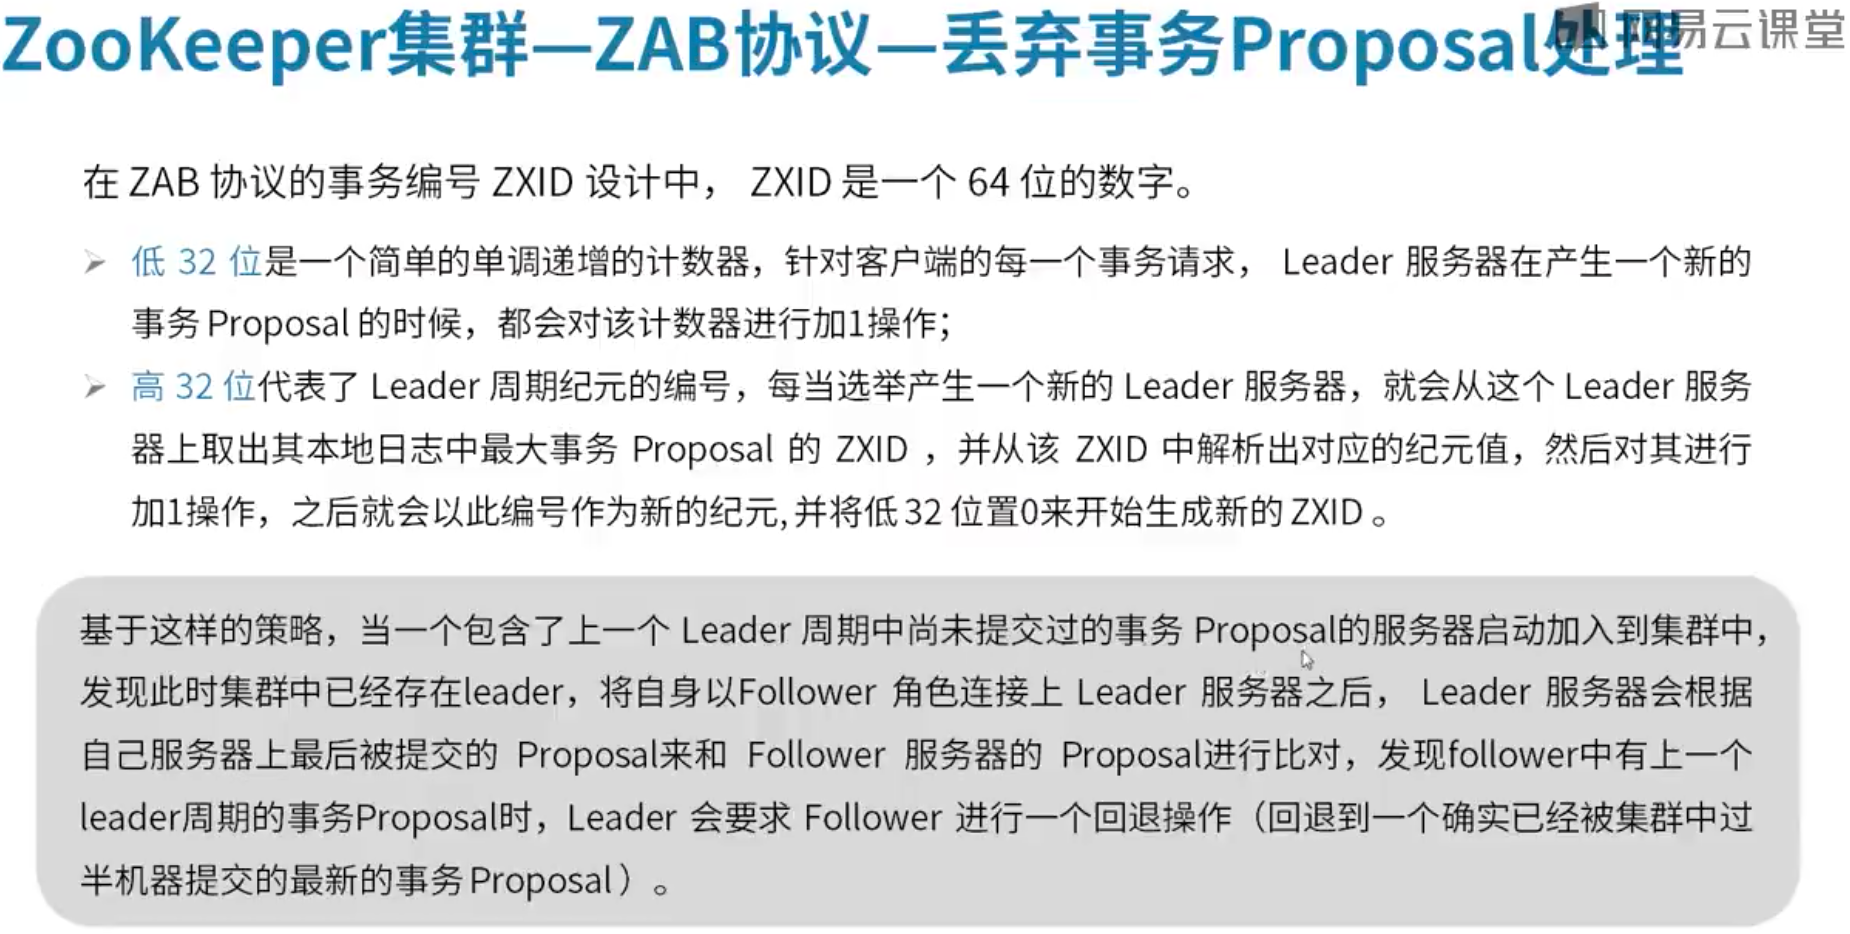 ZooKeeper集群—ZAB协议—丢弃事务Proposal处理
网易云课堂
在 ZAB 协议的事务编号 ZXID 设计中， ZXID 是一个 64 位的数字。
低 32 位是一个简单的单调递增的计数器，针对客户端的每一个事务请求， Leader 服务器在产生一个新的
事务 Proposal 的时候，都会对该计数器进行加1操作；
高 32 位代表了 Leader 周期纪元的编号，每当选举产生一个新的 Leader 服务器，就会从这个 Leader 服务
器上取出其本地日志中最大事务 Proposal 的 ZXID ，并从该 ZXID 中解析出对应的纪元值，然后对其进行
加1操作，之后就会以此编号作为新的纪元,并将低 32 位置0来开始生成新的 ZXID 。
基于这样的策略，当一个包含了上一个 Leader 周期中尚未提交过的事务 Proposal的服务器启动加入到集群中，
发现此时集群中已经存在leader，将自身以Follower 角色连接上 Leader 服务器之后， Leader 服务器会根据
自己服务器上最后被提交的 Proposal来和 Follower 服务器的 Proposal进行比对，发现follower中有上一个
leader周期的事务Proposal时，Leader 会要求 Follower 进行一个回退操作（回退到一个确实已经被集群中过
半机器提交的最新的事务Proposal）。